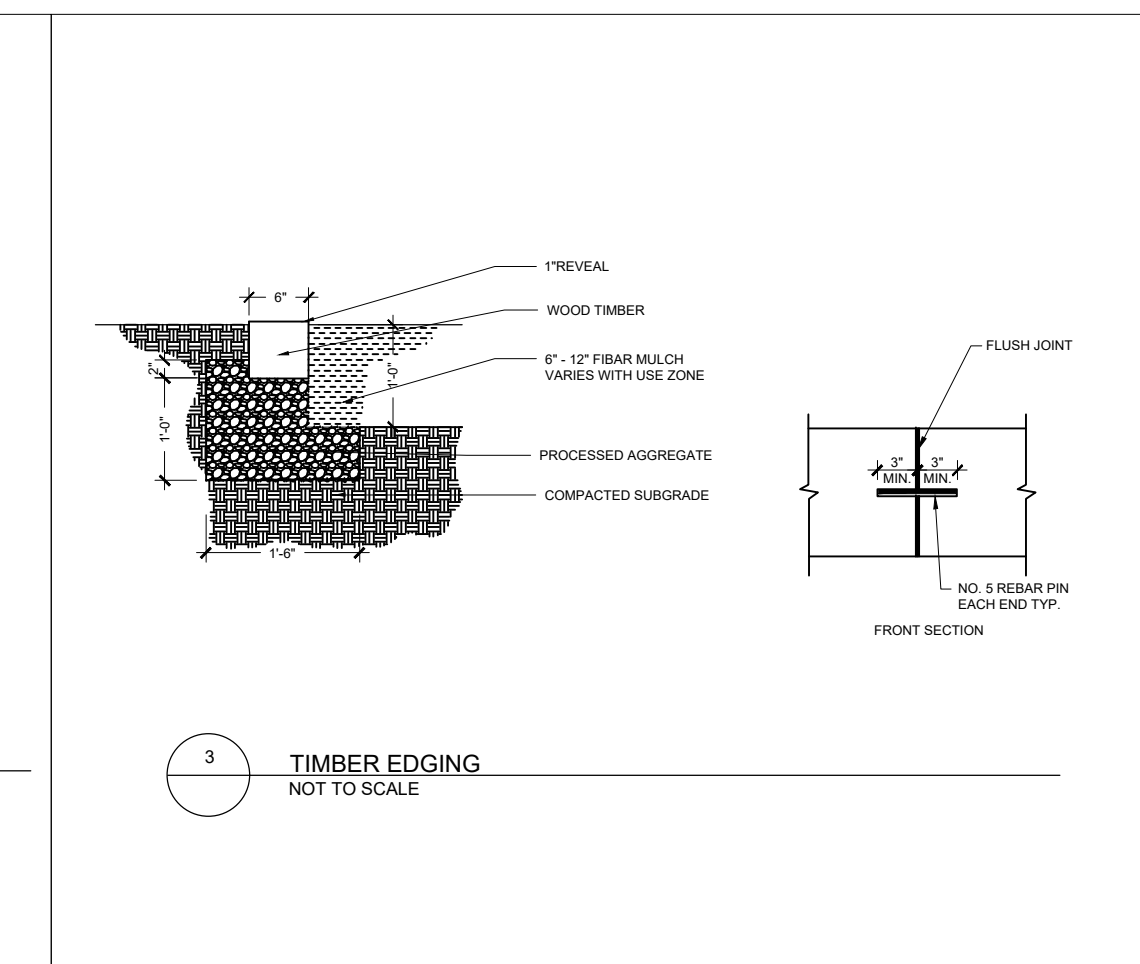 1"REVEAL
6"
WOOD TIMBER
6" - 12" FIBAR MULCH
VARIES WITH USE ZONE
2"
1'-0"
1'-0"
PROCESSED AGGREGATE
COMPACTED SUBGRADE
1'-6"
FLUSH JOINT
3" 3"
MIN. MIN.
NO. 5 REBAR PIN
EACH END TYP.
FRONT SECTION
3
TIMBER EDGING
NOT TO SCALE